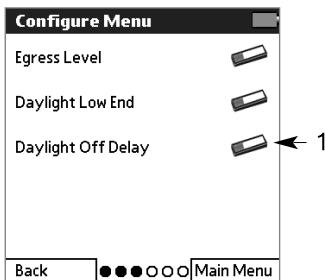 Configure Menu
Egress Level
Daylight Low End
Daylight Off Delay
1
Back
Main Menu